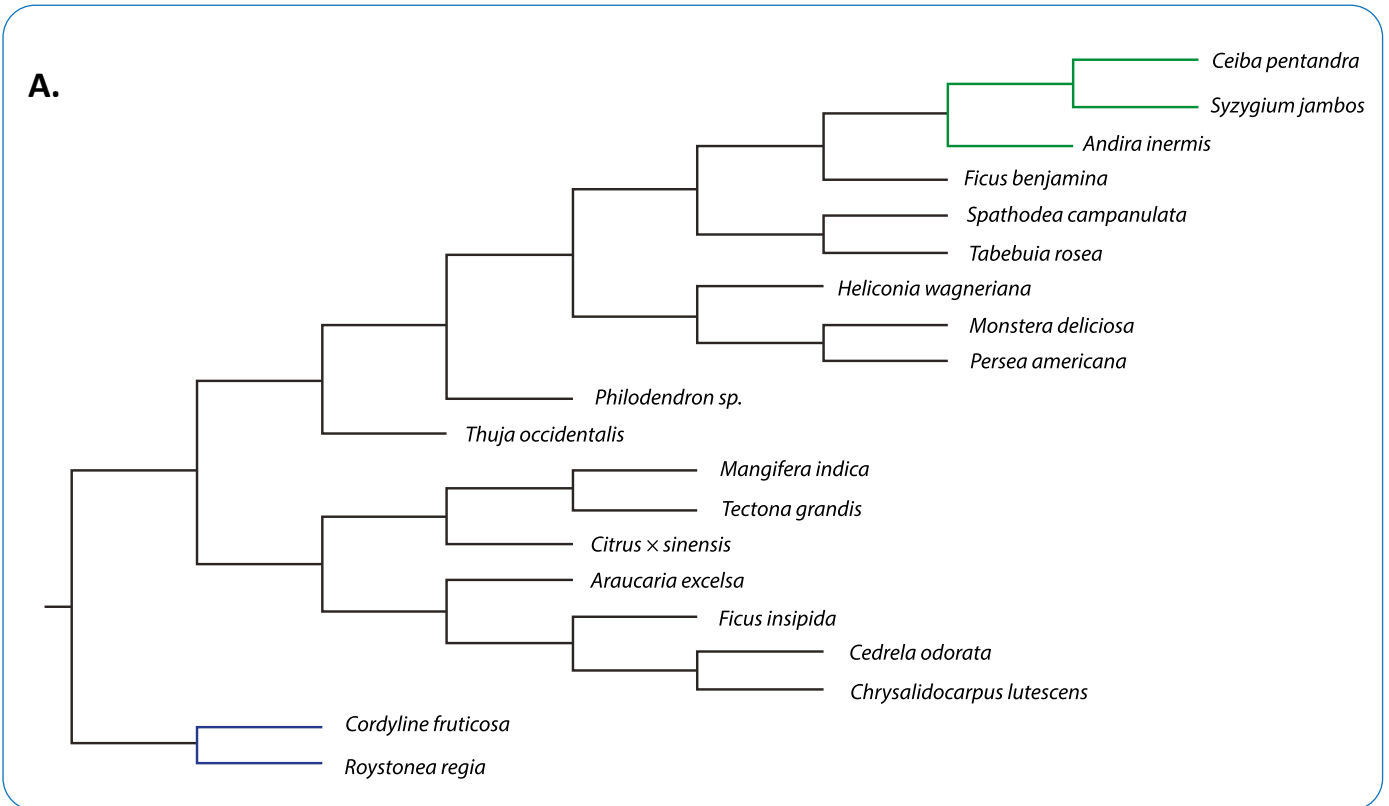 A.
Ceiba pentandra
Syzygium jambos
Andira inermis
Ficus benjamina
Spathodea campanulata
Tabebuia rosea
Heliconia wagneriana
Monstera deliciosa
Persea americana
Philodendron sp.
Thuja occidentalis
Mangifera indica
Tectona grandis
Citrus × sinensis
Araucaria excelsa
Ficus insipida
Cedrela odorata
Chrysalidocarpus lutescens
Cordyline fruticosa
Roystonea regia